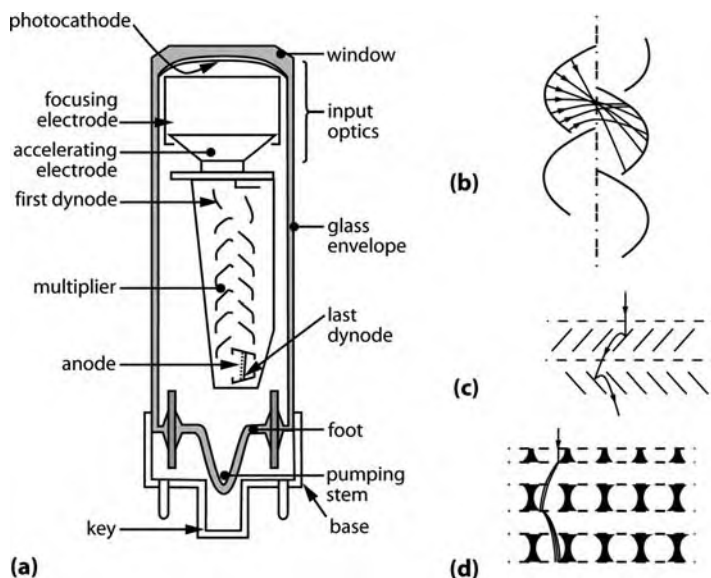 photocathode
window
focusing
electrode
input
optics
accelerating
electrode
first dynode
glass
envelope
multiplier
last
dynode
anode
foot
pumping
stem
base
key
(a)
(b)
(c)
(d)